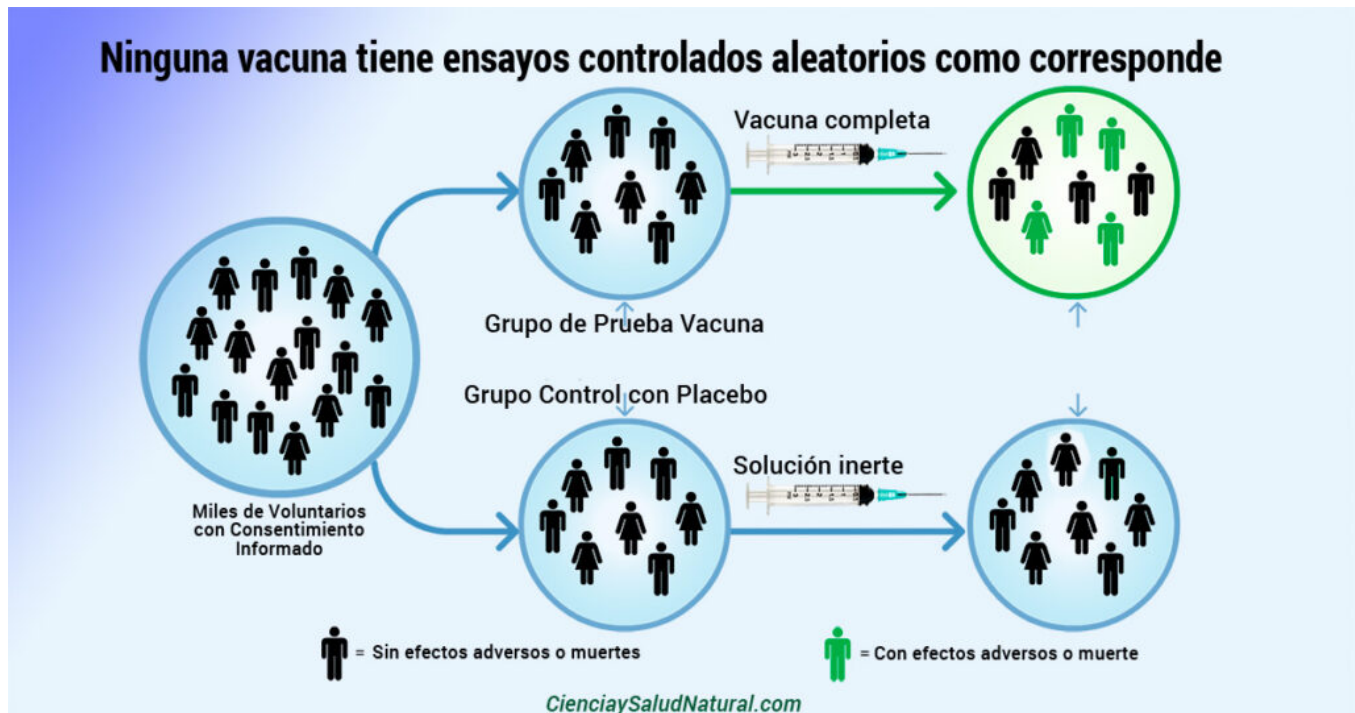 Ninguna vacuna tiene ensayos controlados aleatorios como corresponde
Vacuna completa
Grupo de Prueba Vacuna
Grupo Control con Placebo
Solución inerte
Miles de Voluntarios
con Consentimiento
Informado
= Sin efectos adversos o muertes
= Con efectos adversos o muerte
CienciaySaludNatural.com